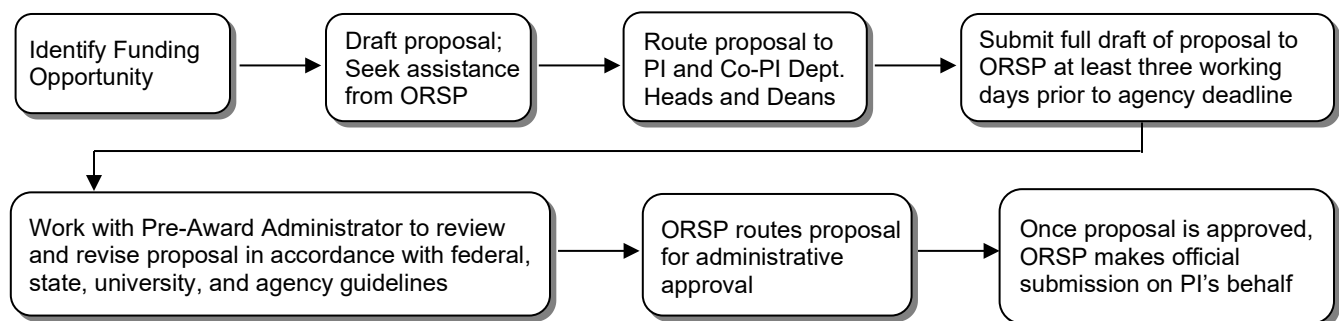 Identify Funding
Opportunity
Draft proposal;
Seek assistance
from ORSP
Route proposal to
PI and Co-PI Dept.
Heads and Deans
Submit full draft of proposal to
ORSP at least three working
days prior to agency deadline
Work with Pre-Award Administrator to review
and revise proposal in accordance with federal,
state, university, and agency guidelines
ORSP routes proposal
for administrative
approval
Once proposal is approved,
ORSP makes official
submission on PI’s behalf